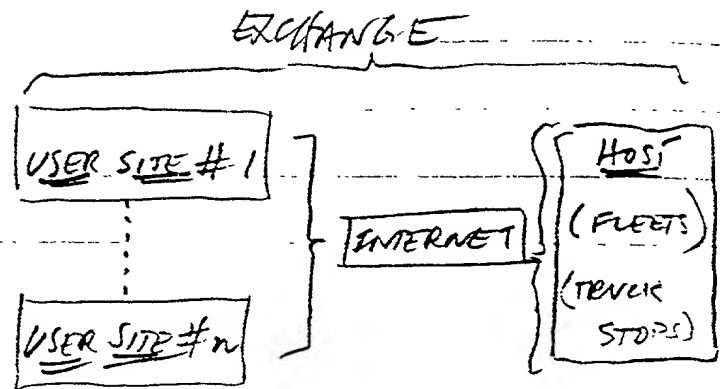 EXCHANGE
USER SITE #1
USER SITE #n
INTERNET
HOST
(FLEETS)
(TRUCK
STOPS)